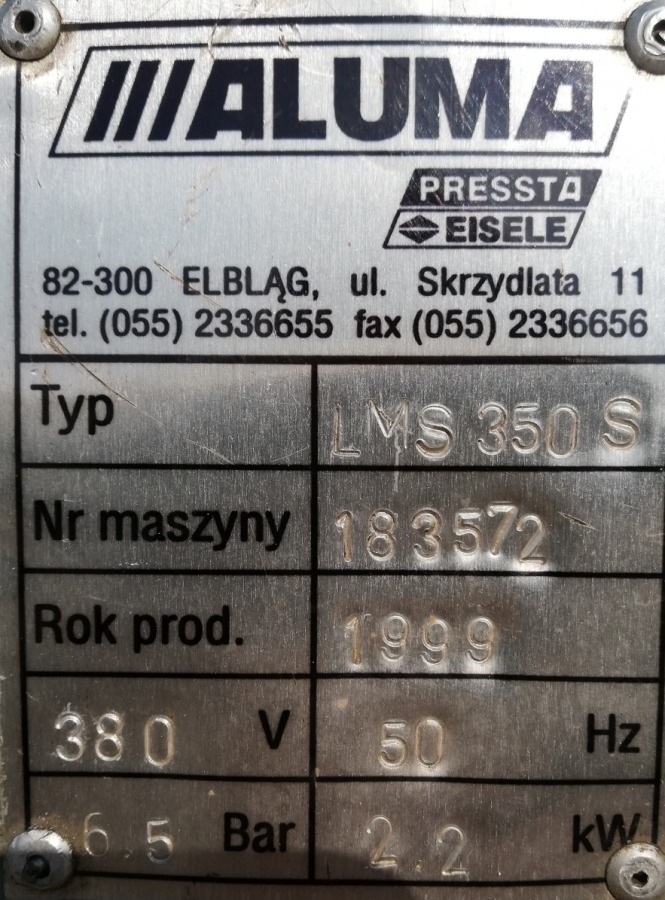 ALUMA
PRESSTA
EISELE
82-300 ELBLĄG, ul. Skrzydlata 11
tel. (055) 2336655 fax (055) 2336656
Typ LMS 350 S
Nr maszyny 183572
Rok prod. 1999
380 V 50 Hz
6.5 Bar 2.2 kW